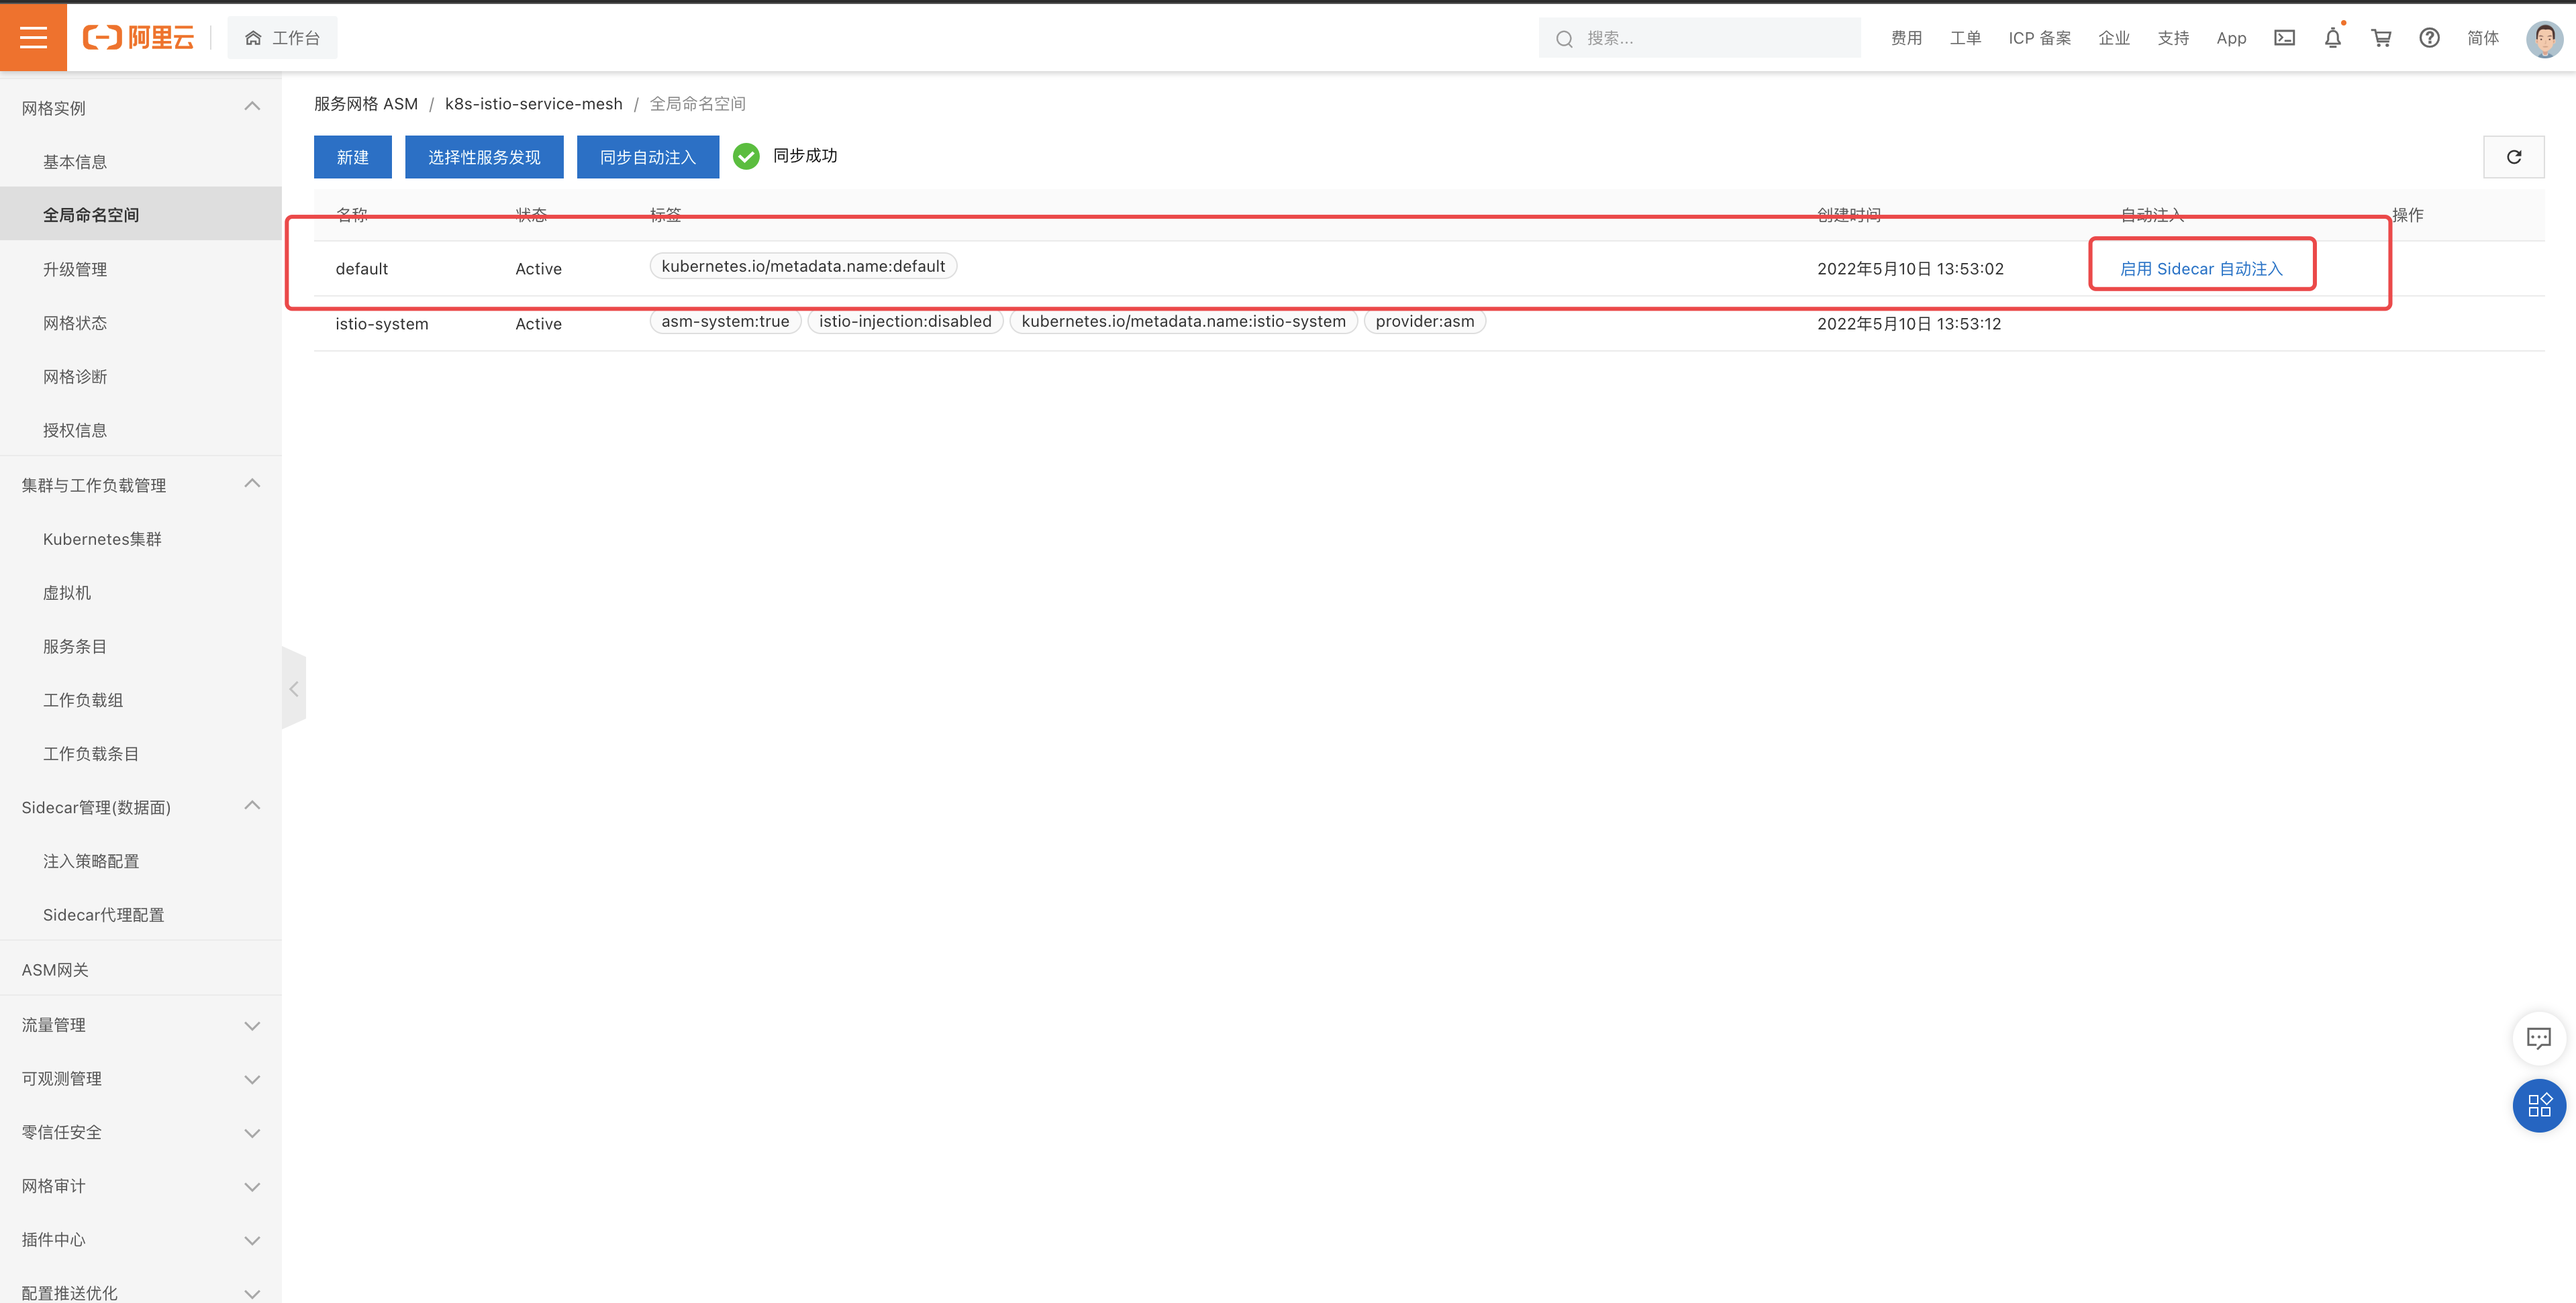 阿里云
工作台
搜索...
费用 工单 ICP 备案 企业 支持 App 简体
网格实例
基本信息
全局命名空间
升级管理
网格状态
网格诊断
授权信息
集群与工作负载管理
Kubernetes集群
虚拟机
服务条目
工作负载组
工作负载条目
Sidecar管理(数据面)
注入策略配置
Sidecar代理配置
ASM网关
流量管理
可观测管理
零信任安全
网格审计
插件中心
配置推送优化
服务网格 ASM / k8s-istio-service-mesh / 全局命名空间
新建 选择性服务发现 同步自动注入 同步成功
名称 状态 标签 创建时间 自动注入 操作
default Active kubernetes.io/metadata.name:default 2022年5月10日 13:53:02 启用 Sidecar 自动注入
istio-system Active asm-system:true istio-injection:disabled kubernetes.io/metadata.name:istio-system provider:asm 2022年5月10日 13:53:12